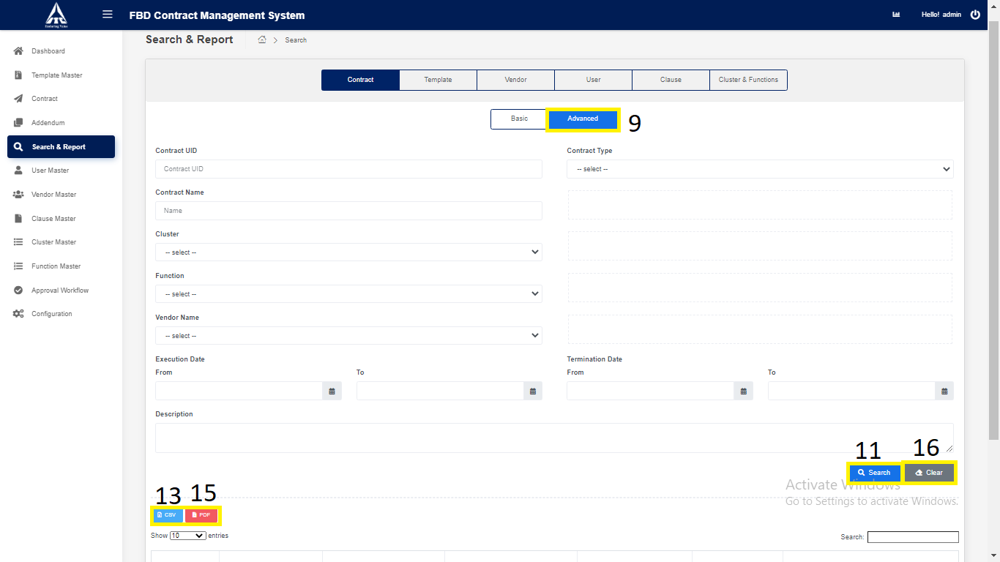 FBD Contract Management System
Hello! admin
Enduring Value
Search & Report
Search
Dashboard
Template Master
Contract
Addendum
Search & Report
User Master
Vendor Master
Clause Master
Cluster Master
Function Master
Approval Workflow
Configuration
Contract Template Vendor User Clause Cluster & Functions
Basic Advanced 9
Contract UID Contract Type
Contract UID -- select --
Contract Name
Name
Cluster
-- select --
Function
-- select --
Vendor Name
-- select --
Execution Date Termination Date
From To From To
Description
11 16
Search Clear
Activate Windows
Go to Settings to activate Windows.
13 15
CSV PDF
Show 10 entries Search: